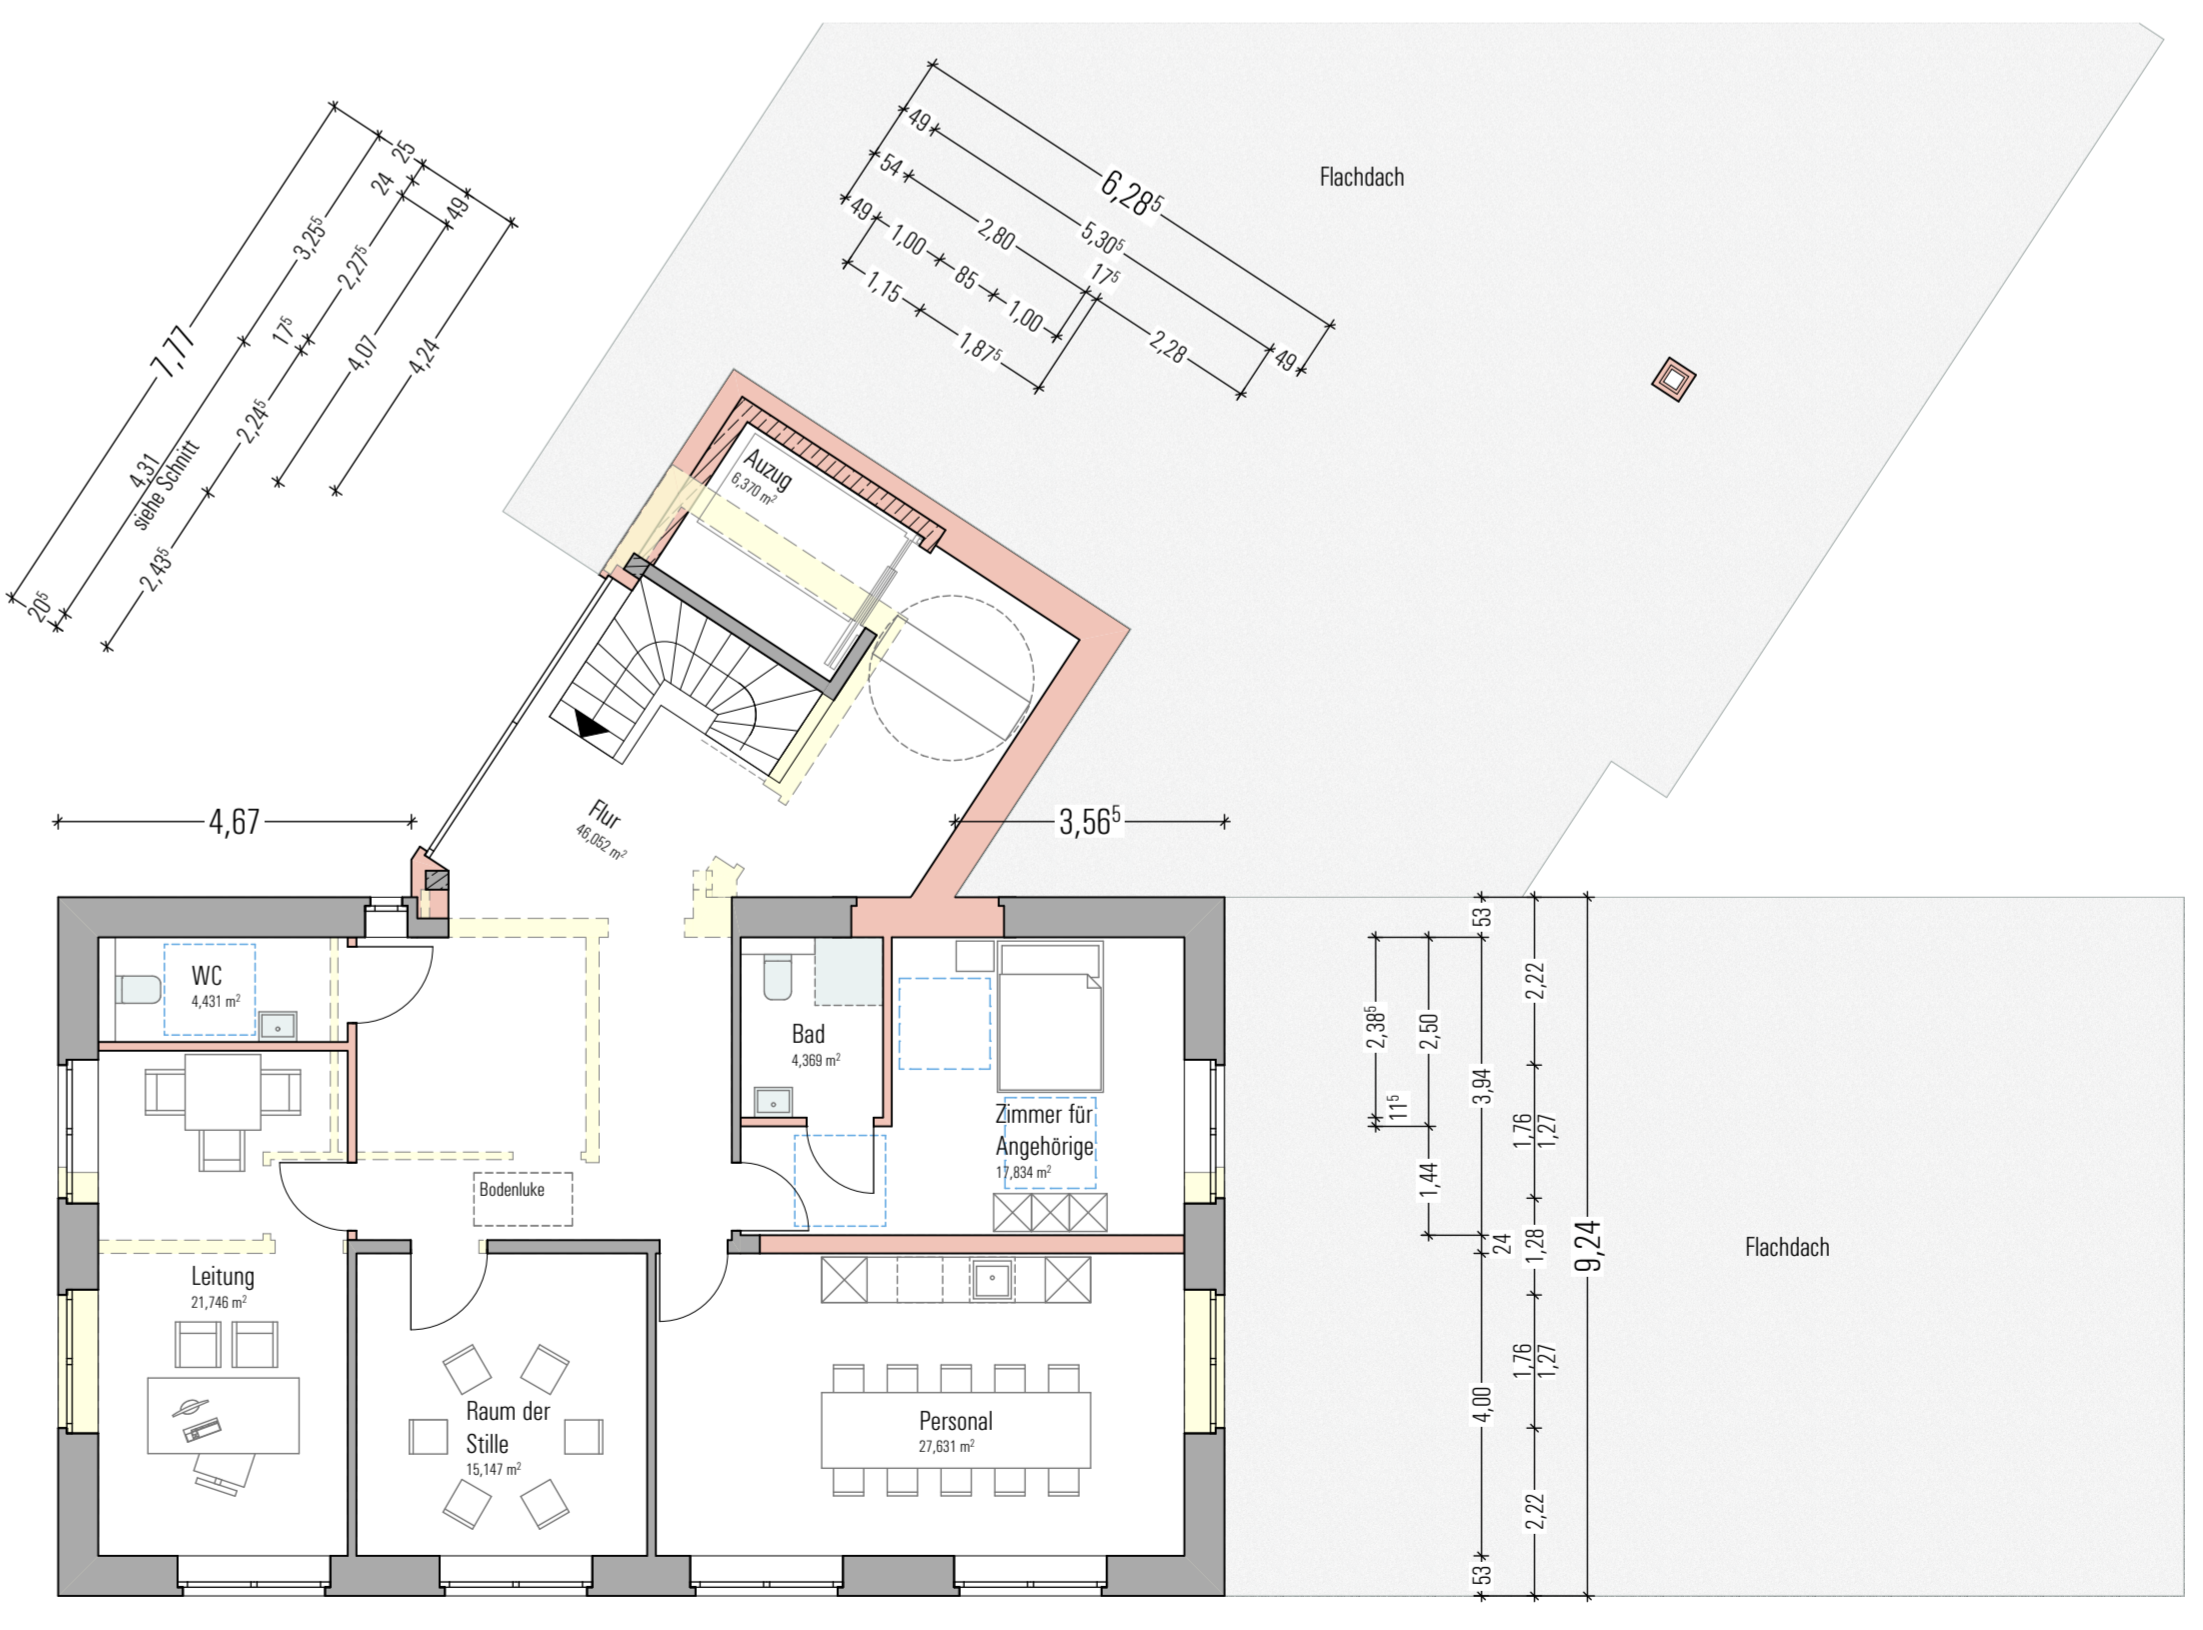 Flachdach
49
54
49
6,28⁵
5,30⁵
2,80
1,00
85
1,00
17⁵
1,15
1,87⁵
2,28
49
25
24
49
3,25⁵
2,27⁵
7,77
17⁵
4,07
4,24
2,24⁵
4,31
siehe Schnitt
2,43⁵
20⁵
Auzug
6,370 m²
Flur
46,052 m²
4,67
3,56⁵
WC
4,431 m²
Bad
4,369 m²
Zimmer für
Angehörige
17,834 m²
Bodenluke
Leitung
21,746 m²
Raum der
Stille
15,147 m²
Personal
27,631 m²
53
2,22
2,38⁵
2,50
3,94
11⁵
1,76
1,27
1,44
24
1,28
9,24
Flachdach
1,76
1,27
4,00
2,22
53